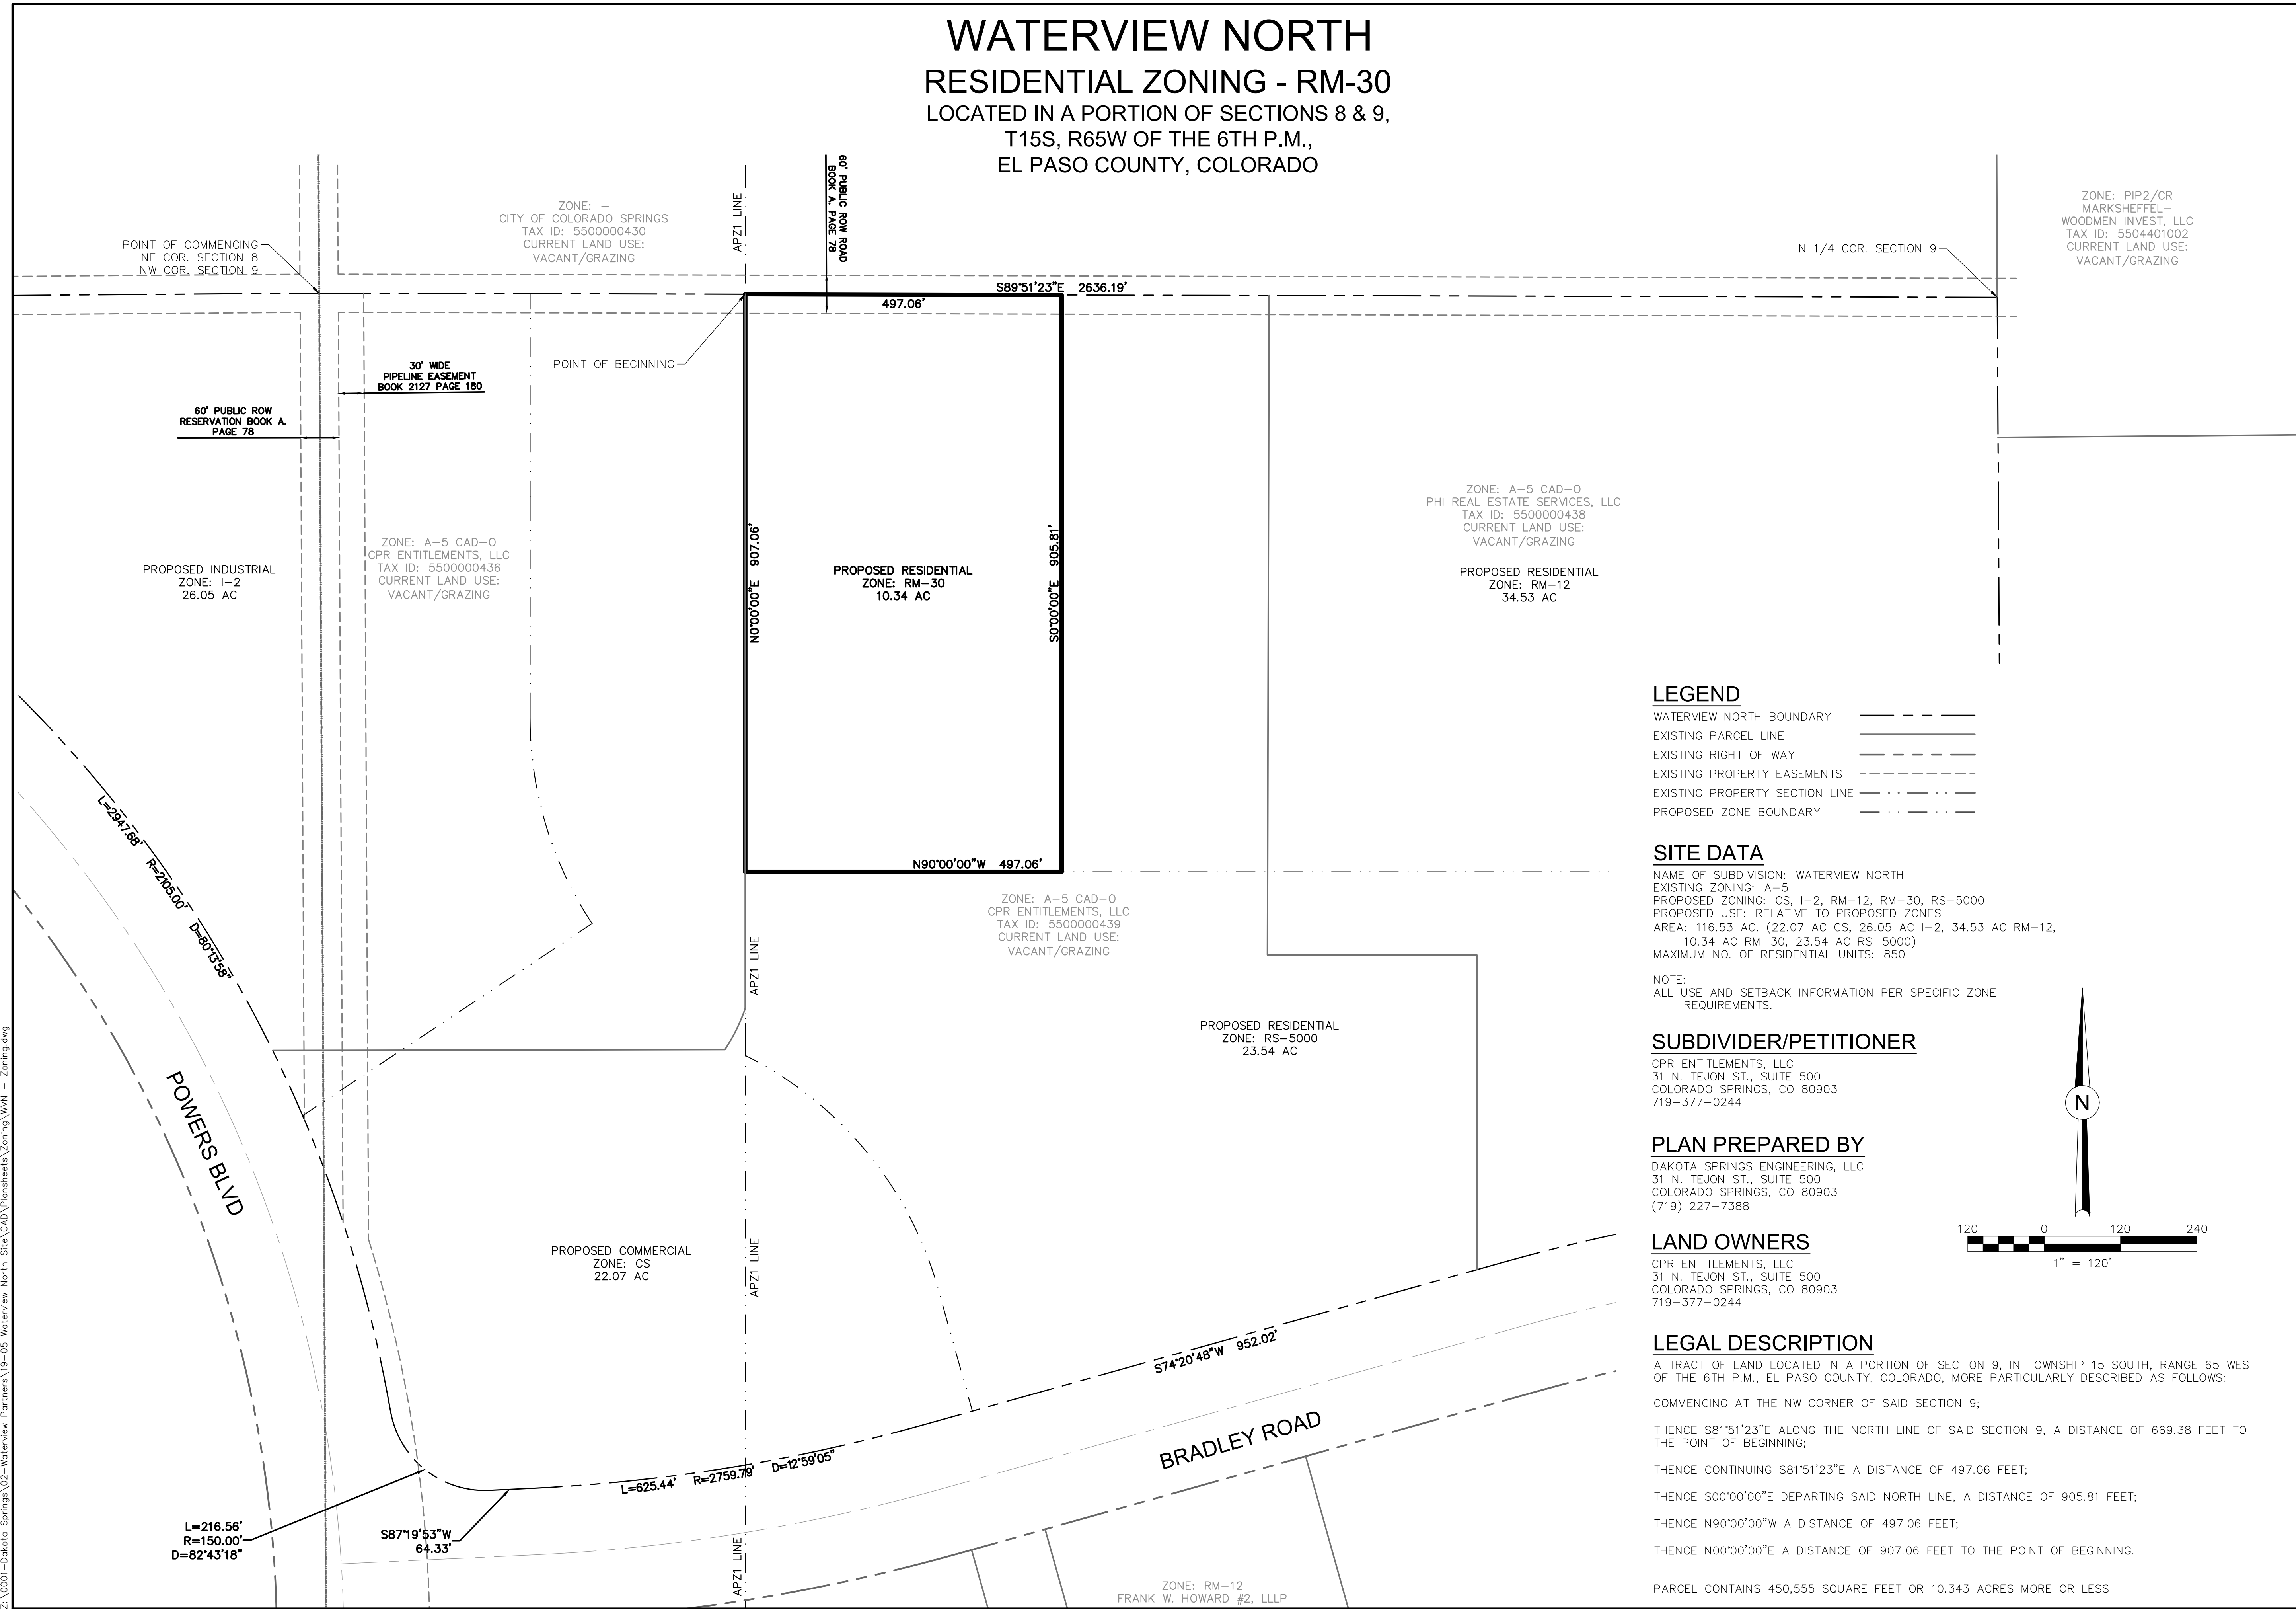 WATERVIEW NORTH
RESIDENTIAL ZONING - RM-30
LOCATED IN A PORTION OF SECTIONS 8 & 9,
T15S, R65W OF THE 6TH P.M.,
EL PASO COUNTY, COLORADO
ZONE: -
CITY OF COLORADO SPRINGS
TAX ID: 5500000430
CURRENT LAND USE:
VACANT/GRAZING
APZ1 LINE
60' PUBLIC ROW ROAD
BOOK A. PAGE 78
ZONE: PIP2/CR
MARKSHEFFEL-
WOODMEN INVEST, LLC
TAX ID: 5504401002
CURRENT LAND USE:
VACANT/GRAZING
POINT OF COMMENCING
NE COR. SECTION 8
NW COR. SECTION 9
N 1/4 COR. SECTION 9
S89°51'23"E 2636.19'
497.06'
POINT OF BEGINNING
30' WIDE
PIPELINE EASEMENT
BOOK 2127 PAGE 180
60' PUBLIC ROW
RESERVATION BOOK A.
PAGE 78
PROPOSED INDUSTRIAL
ZONE: I-2
26.05 AC
ZONE: A-5 CAD-O
CPR ENTITLEMENTS, LLC
TAX ID: 5500000436
CURRENT LAND USE:
VACANT/GRAZING
N0°00'00"E 907.06'
PROPOSED RESIDENTIAL
ZONE: RM-30
10.34 AC
S0°00'00"E 905.81'
ZONE: A-5 CAD-O
PHI REAL ESTATE SERVICES, LLC
TAX ID: 5500000438
CURRENT LAND USE:
VACANT/GRAZING
PROPOSED RESIDENTIAL
ZONE: RM-12
34.53 AC
N90°00'00"W 497.06'
ZONE: A-5 CAD-O
CPR ENTITLEMENTS, LLC
TAX ID: 5500000439
CURRENT LAND USE:
VACANT/GRAZING
L=2947.68' R=2105.00' D=80°13'58"
APZ1 LINE
PROPOSED RESIDENTIAL
ZONE: RS-5000
23.54 AC
POWERS BLVD
PROPOSED COMMERCIAL
ZONE: CS
22.07 AC
APZ1 LINE
S74°20'48"W 952.02'
BRADLEY ROAD
L=625.44' R=2759.79' D=12°59'05"
L=216.56'
R=150.00'
D=82°43'18"
S87°19'53"W
64.33'
APZ1 LINE
ZONE: RM-12
FRANK W. HOWARD #2, LLLP
LEGEND
WATERVIEW NORTH BOUNDARY
EXISTING PARCEL LINE
EXISTING RIGHT OF WAY
EXISTING PROPERTY EASEMENTS
EXISTING PROPERTY SECTION LINE
PROPOSED ZONE BOUNDARY
SITE DATA
NAME OF SUBDIVISION: WATERVIEW NORTH
EXISTING ZONING: A-5
PROPOSED ZONING: CS, I-2, RM-12, RM-30, RS-5000
PROPOSED USE: RELATIVE TO PROPOSED ZONES
AREA: 116.53 AC. (22.07 AC CS, 26.05 AC I-2, 34.53 AC RM-12,
10.34 AC RM-30, 23.54 AC RS-5000)
MAXIMUM NO. OF RESIDENTIAL UNITS: 850
NOTE:
ALL USE AND SETBACK INFORMATION PER SPECIFIC ZONE
REQUIREMENTS.
SUBDIVIDER/PETITIONER
CPR ENTITLEMENTS, LLC
31 N. TEJON ST., SUITE 500
COLORADO SPRINGS, CO 80903
719-377-0244
PLAN PREPARED BY
DAKOTA SPRINGS ENGINEERING, LLC
31 N. TEJON ST., SUITE 500
COLORADO SPRINGS, CO 80903
(719) 227-7388
LAND OWNERS
CPR ENTITLEMENTS, LLC
31 N. TEJON ST., SUITE 500
COLORADO SPRINGS, CO 80903
719-377-0244
N
120 0 120 240
1" = 120'
LEGAL DESCRIPTION
A TRACT OF LAND LOCATED IN A PORTION OF SECTION 9, IN TOWNSHIP 15 SOUTH, RANGE 65 WEST
OF THE 6TH P.M., EL PASO COUNTY, COLORADO, MORE PARTICULARLY DESCRIBED AS FOLLOWS:
COMMENCING AT THE NW CORNER OF SAID SECTION 9;
THENCE S81°51'23"E ALONG THE NORTH LINE OF SAID SECTION 9, A DISTANCE OF 669.38 FEET TO
THE POINT OF BEGINNING;
THENCE CONTINUING S81°51'23"E A DISTANCE OF 497.06 FEET;
THENCE S00°00'00"E DEPARTING SAID NORTH LINE, A DISTANCE OF 905.81 FEET;
THENCE N90°00'00"W A DISTANCE OF 497.06 FEET;
THENCE N00°00'00"E A DISTANCE OF 907.06 FEET TO THE POINT OF BEGINNING.
PARCEL CONTAINS 450,555 SQUARE FEET OR 10.343 ACRES MORE OR LESS
Z:\0001-Dakota Springs\02-Waterview Partners\19-05 Waterview North Site\CAD\Plansheets\Zoning\WVN - Zoning.dwg